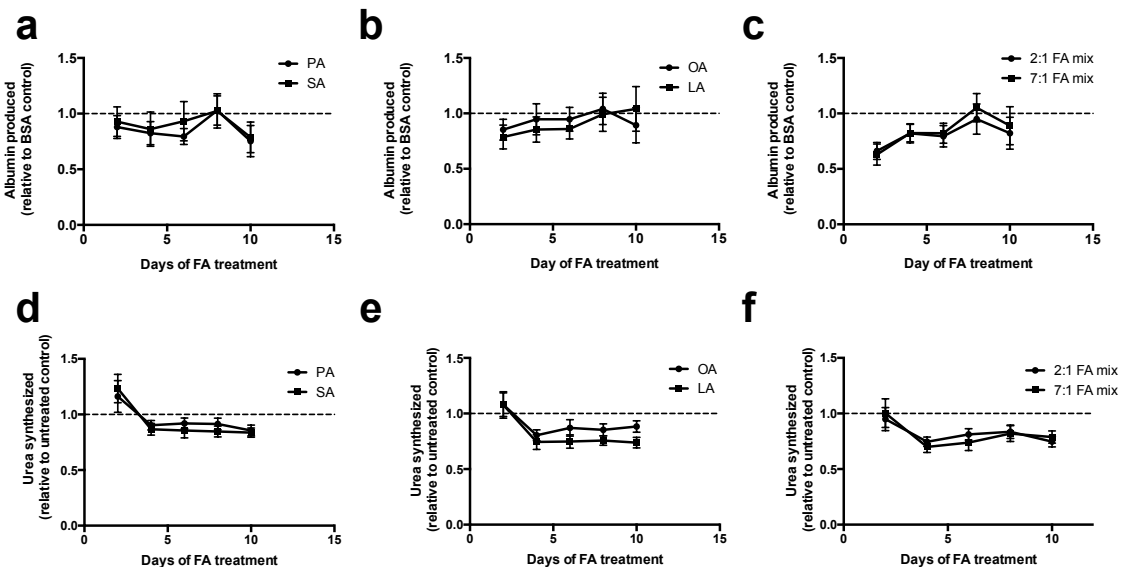 a
1.5
1.0
0.5
0.0
0
5
10
15
Albumin produced
(relative to BSA control)
Days of FA treatment
PA
SA
b
1.5
1.0
0.5
0.0
0
5
10
15
Albumin produced
(relative to BSA control)
Day of FA treatment
OA
LA
c
1.5
1.0
0.5
0.0
0
5
10
15
Albumin produced
(relative to BSA control)
Day of FA treatment
2:1 FA mix
7:1 FA mix
d
1.5
1.0
0.5
0.0
0
5
10
15
Urea synthesized
(relative to untreated control)
Days of FA treatment
PA
SA
e
1.5
1.0
0.5
0.0
0
5
10
15
Urea synthesized
(relative to untreated control)
Days of FA treatment
OA
LA
f
1.5
1.0
0.5
0.0
0
5
10
Urea synthesized
(relative to untreated control)
Days of FA treatment
2:1 FA mix
7:1 FA mix